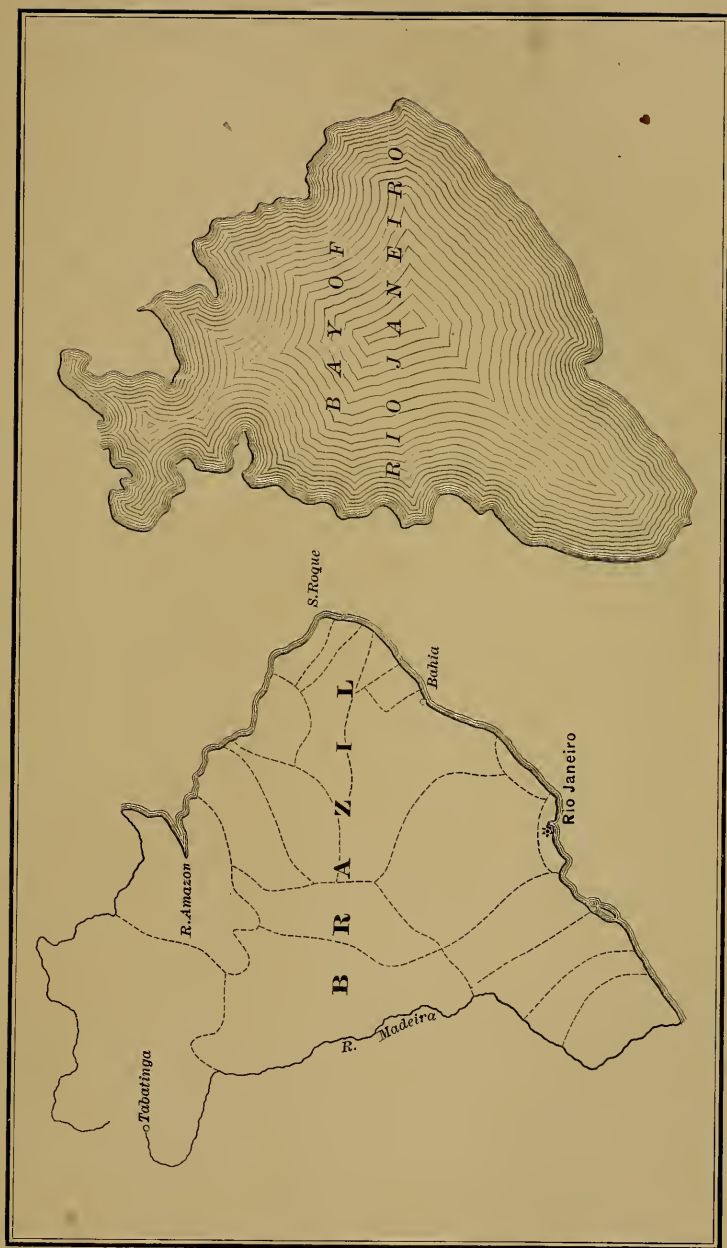 BAY OF
RIO JANEIRO
S. Roque
BRAZIL
Bahia
R. Amazon
Rio Janeiro
R. Madeira
Tabatinga